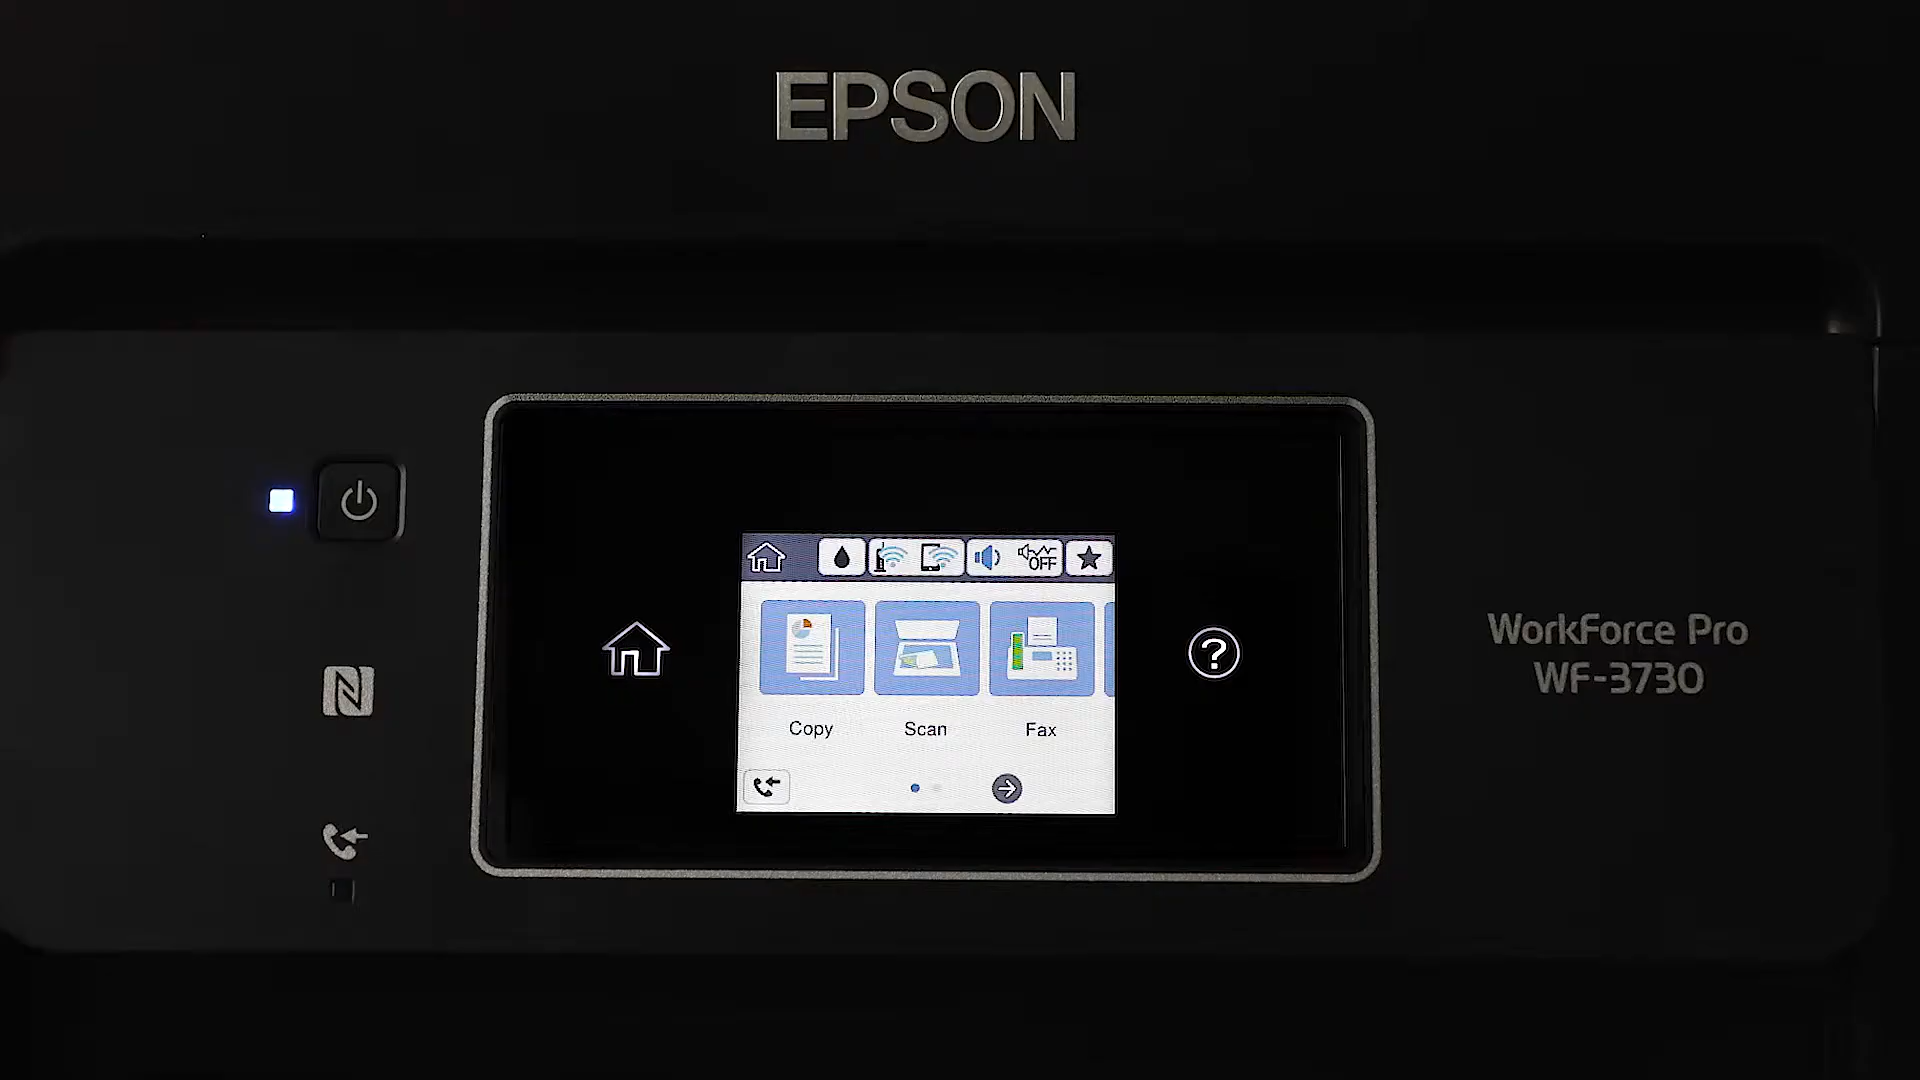 EPSON
OFF
Copy Scan Fax
WorkForce Pro
WF-3730